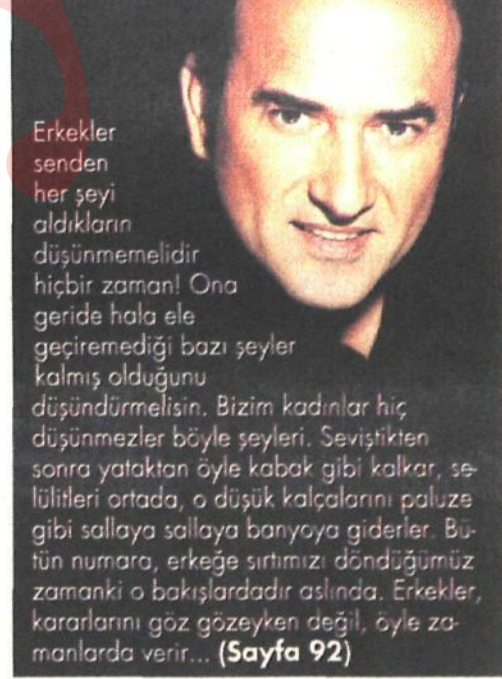 Erkekler
senden
her şeyi
aldıkların
düşünmemelidir
hiçbir zaman! Ona
geride hala ele
geçiremediği bazı şeyler
kalmış olduğunu
düşündürmelisin. Bizim kadınlar hiç
düşünmezler böyle şeyleri. Seviştikten
sonra yataktan öyle kabak gibi kalkar, se-
lülitleri ortada, o düşük kalçalarını paluze
gibi sallaya sallaya banyoya giderler. Bü-
tün numara, erkeğe sırtımızı döndüğümüz
zamanki o bakışlardadır aslında. Erkekler,
kararlarını göz gözeyken değil, öyle za-
manlarda verir... (Sayfa 92)